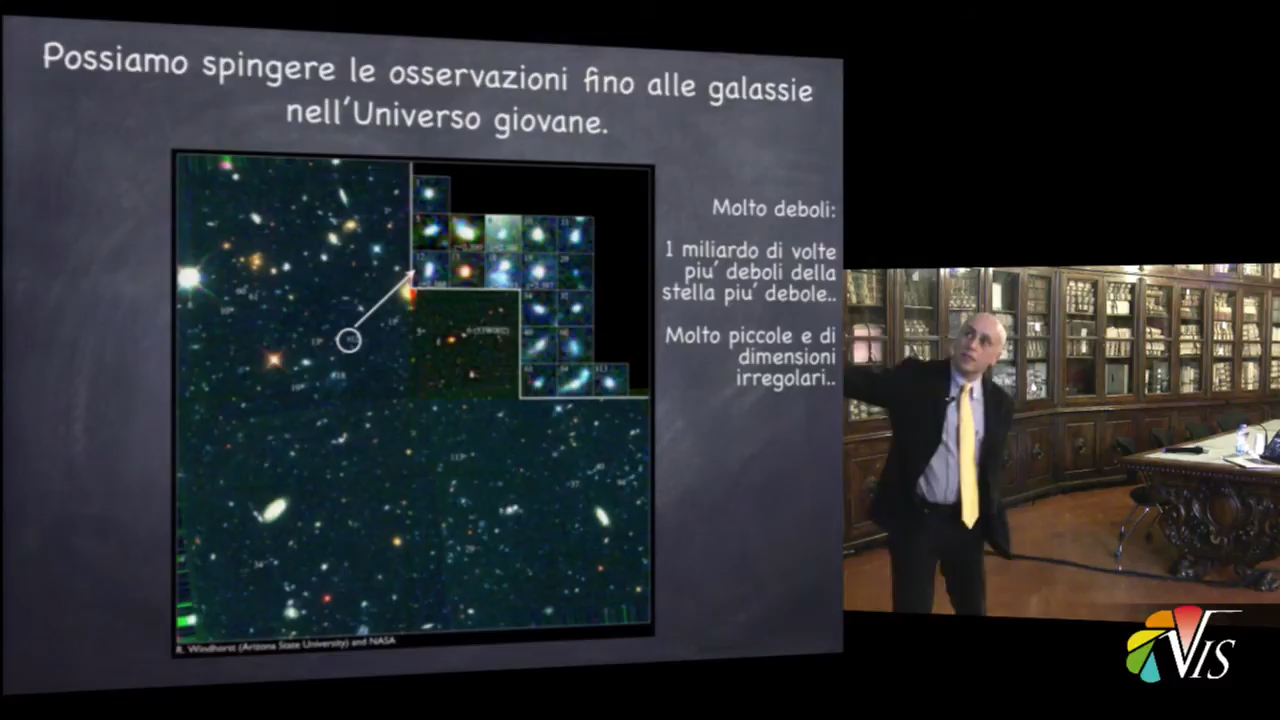 Possiamo spingere le osservazioni fino alle galassie
nell'Universo giovane.
Molto deboli:
1 miliardo di volte
piu' deboli della
stella piu' debole..
Molto piccole e di
dimensioni
irregolari..
R. Windhorst (Arizona State University) and NASA
VIS